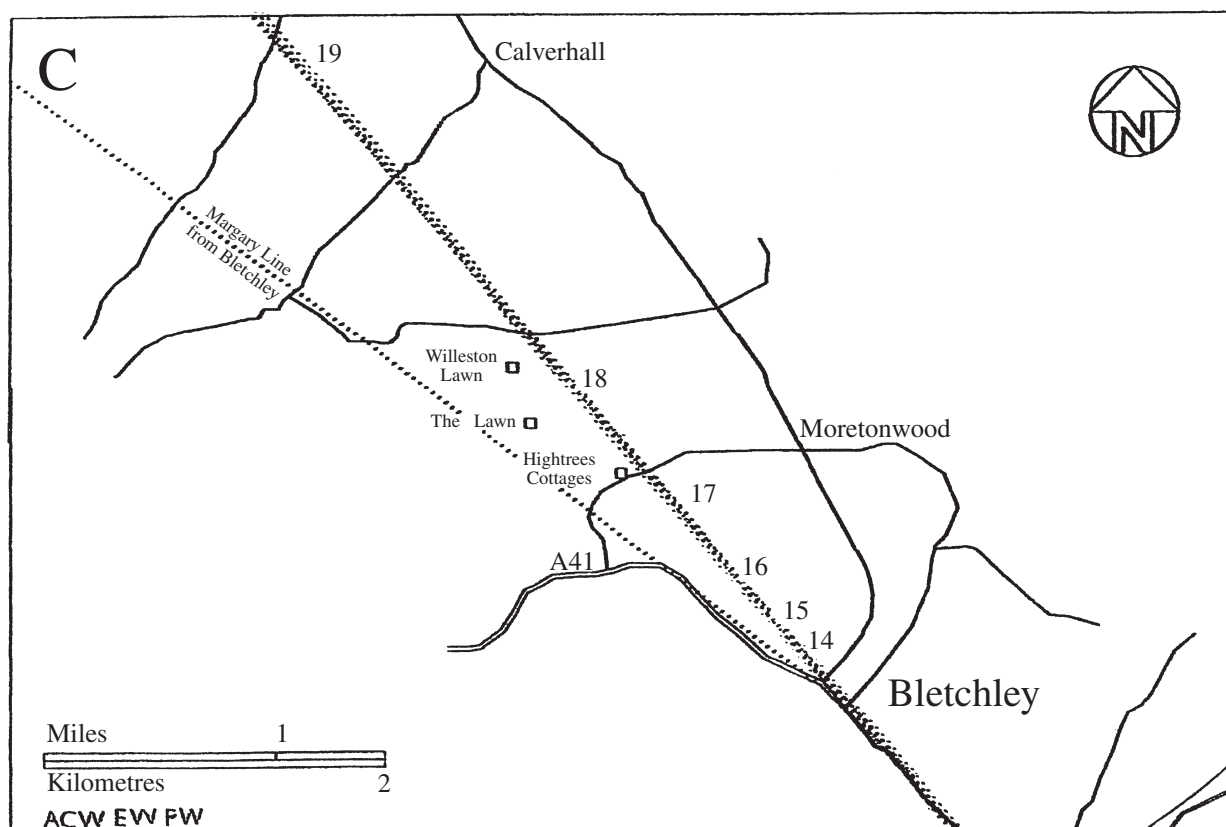 C
19
Calverhall
N
Margary Line
from Bletchley
Willeston
Lawn
18
The Lawn
Moretonwood
Hightrees
Cottages
17
A41
16
15
14
Bletchley
Miles 1
Kilometres 2
ACW EW PW